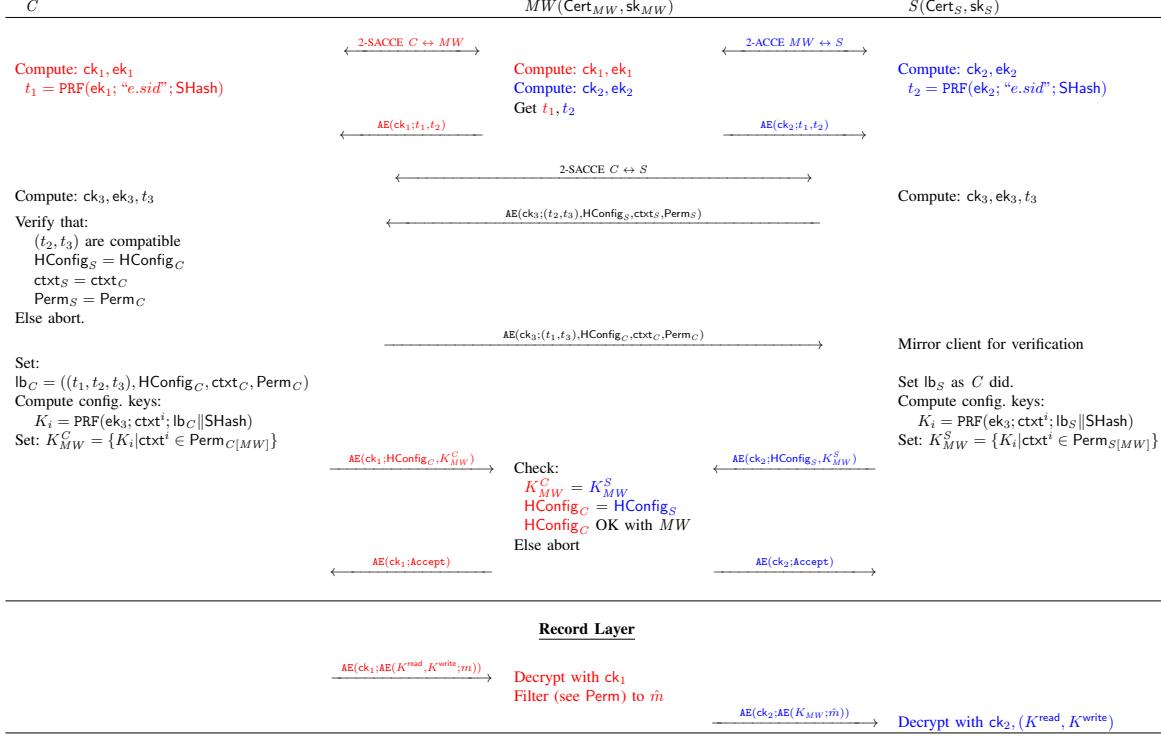 C MW(Cert_MW, sk_MW) S(Cert_S, sk_S)
2-SACCE C ↔ MW 2-ACCE MW ↔ S
Compute: ck_1, ek_1 Compute: ck_1, ek_1 Compute: ck_2, ek_2
t_1 = PRF(ek_1; “e.sid”; SHash) Compute: ck_2, ek_2 t_2 = PRF(ek_2; “e.sid”; SHash)
Get t_1, t_2
AE(ck_1;t_1,t_2) AE(ck_2;t_1,t_2)
2-SACCE C ↔ S
Compute: ck_3, ek_3, t_3 Compute: ck_3, ek_3, t_3
AE(ck_3;(t_2,t_3),HConfig_S,ctxt_S,Perm_S)
Verify that:
(t_2, t_3) are compatible
HConfig_S = HConfig_C
ctxt_S = ctxt_C
Perm_S = Perm_C
Else abort.
AE(ck_3;(t_1,t_3),HConfig_C,ctxt_C,Perm_C)
Mirror client for verification
Set:
lb_C = ((t_1, t_2, t_3), HConfig_C, ctxt_C, Perm_C) Set lb_S as C did.
Compute config. keys: Compute config. keys:
K_i = PRF(ek_3; ctxt^i; lb_C‖SHash) K_i = PRF(ek_3; ctxt^i; lb_S‖SHash)
Set: K^C_MW = {K_i|ctxt^i ∈ Perm_C[MW]} Set: K^S_MW = {K_i|ctxt^i ∈ Perm_S[MW]}
AE(ck_1;HConfig_C,K^C_MW) AE(ck_2;HConfig_S,K^S_MW)
Check:
K^C_MW = K^S_MW
HConfig_C = HConfig_S
HConfig_C OK with MW
Else abort
AE(ck_1;Accept) AE(ck_2;Accept)
Record Layer
AE(ck_1;AE(K^read,K^write;m))
Decrypt with ck_1
Filter (see Perm) to m̂
AE(ck_2;AE(K_MW;m̂))
Decrypt with ck_2, (K^read, K^write)